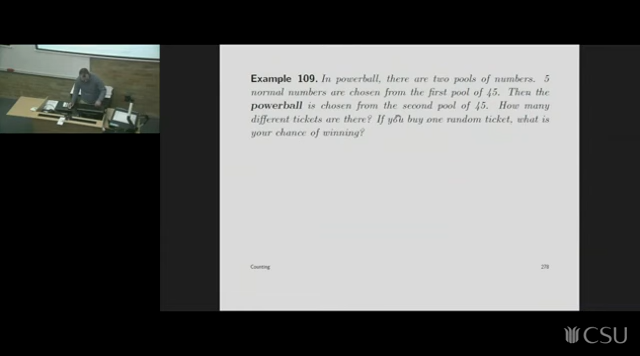 Example 109. In powerball, there are two pools of numbers. 5
normal numbers are chosen from the first pool of 45. Then the
powerball is chosen from the second pool of 45. How many
different tickets are there? If you buy one random ticket, what is
your chance of winning?
Counting
278
CSU